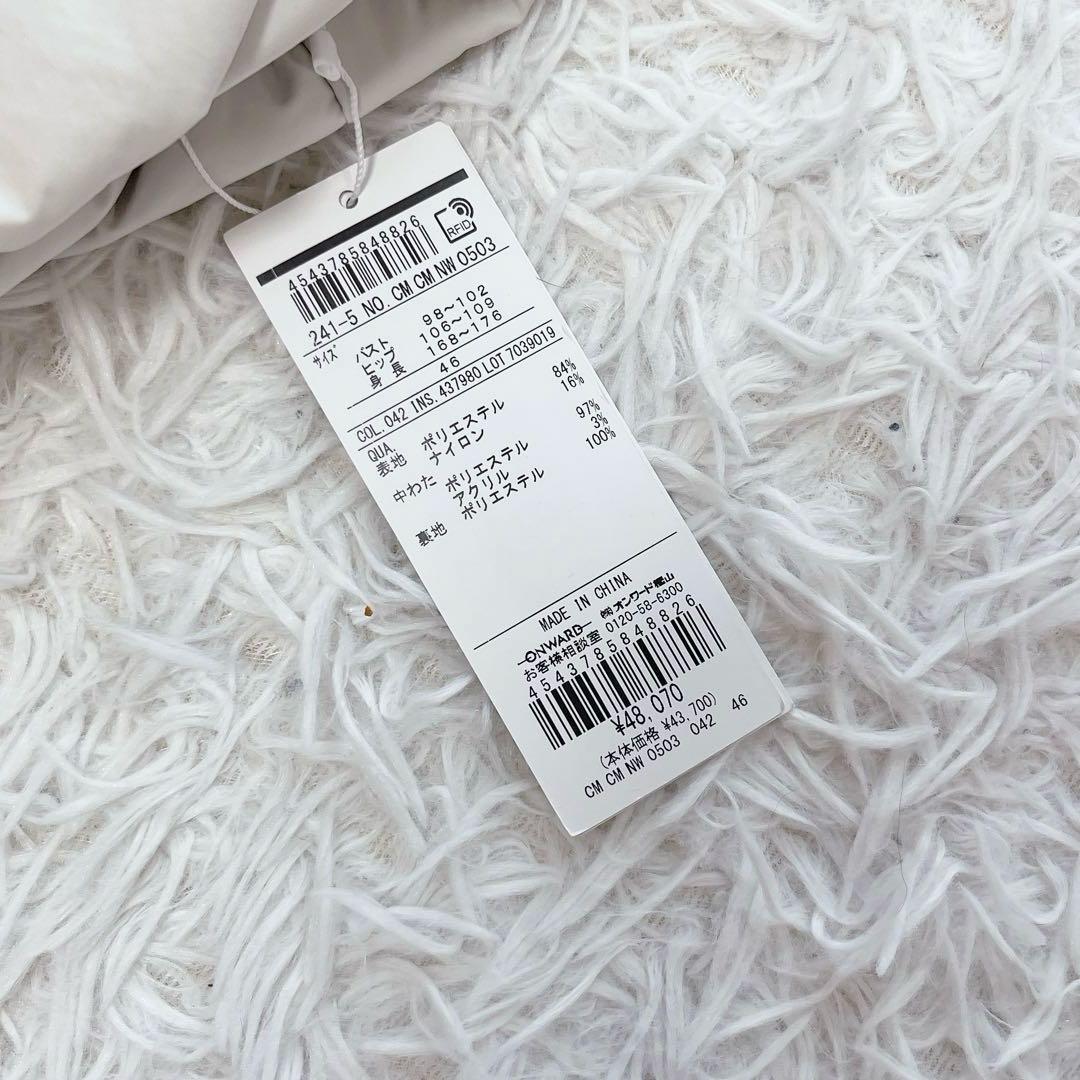 RFID
4543785848826
241-5 NO. CM CM NW 0503
サイズ バスト 98～102
ヒップ 106～109
身長 168～176
46
COL. 042 INS. 437980 LOT 7039019
QUA.
表地 ポリエステル 84%
ナイロン 16%
中わた ポリエステル 97%
アクリル 3%
裏地 ポリエステル 100%
MADE IN CHINA
ONWARD ㈱オンワード樫山
お客様相談室 0120-58-6300
4543785848826
¥48,070
(本体価格 ¥43,700)
CM CM NW 0503 042 46